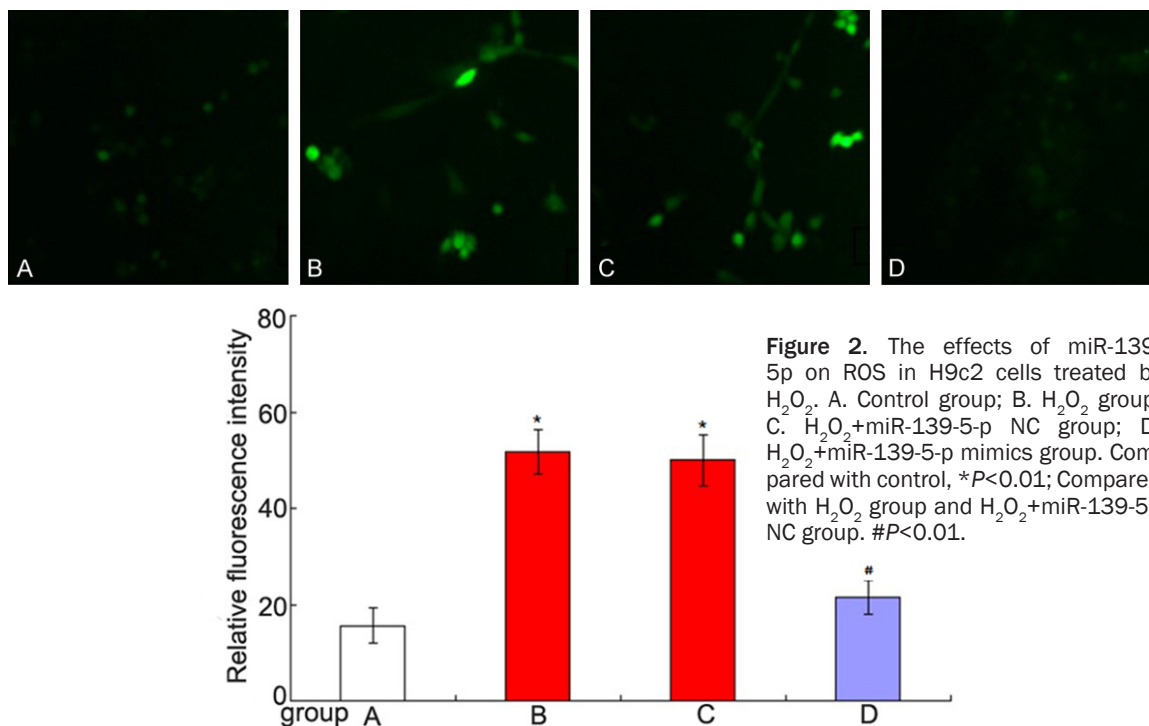 A
B
C
D
80
60
40
20
0
Relative fluorescence intensity
*
*
#
group A B C D
Figure 2. The effects of miR-139-
5p on ROS in H9c2 cells treated b
H₂O₂. A. Control group; B. H₂O₂ group
C. H₂O₂+miR-139-5-p NC group; D
H₂O₂+miR-139-5-p mimics group. Com
pared with control, *P<0.01; Compare
with H₂O₂ group and H₂O₂+miR-139-5-
NC group. #P<0.01.